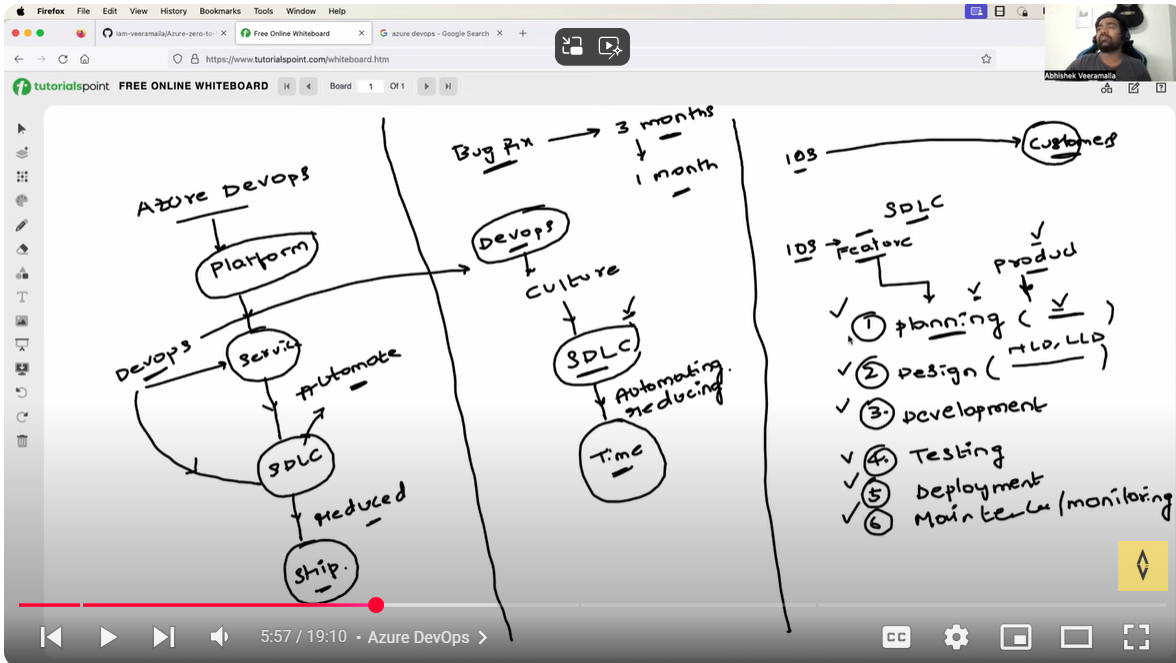 Firefox File Edit View History Bookmarks Tools Window Help
iam-veeramalla/Azure-zero-to-
Free Online Whiteboard
azure devops - Google Search
https://www.tutorialspoint.com/whiteboard.htm
Abhishek Veeramalla
tutorialspoint FREE ONLINE WHITEBOARD Board 1 Of 1
Azure Devops
Platform
Devops
Service
Automate
SDLC
reduced
Ship.
Bug fix
3 months
1 month
Devops
Culture
SDLC
Automating.
reducing
Time
10s
Customers
SDLC
10s
Feature
product
1 planning ( )
2 Design ( HLD, LLD )
3. Development
4. Testing
5 Deployment
6
/monitoring
5:57 / 19:10 • Azure DevOps
CC